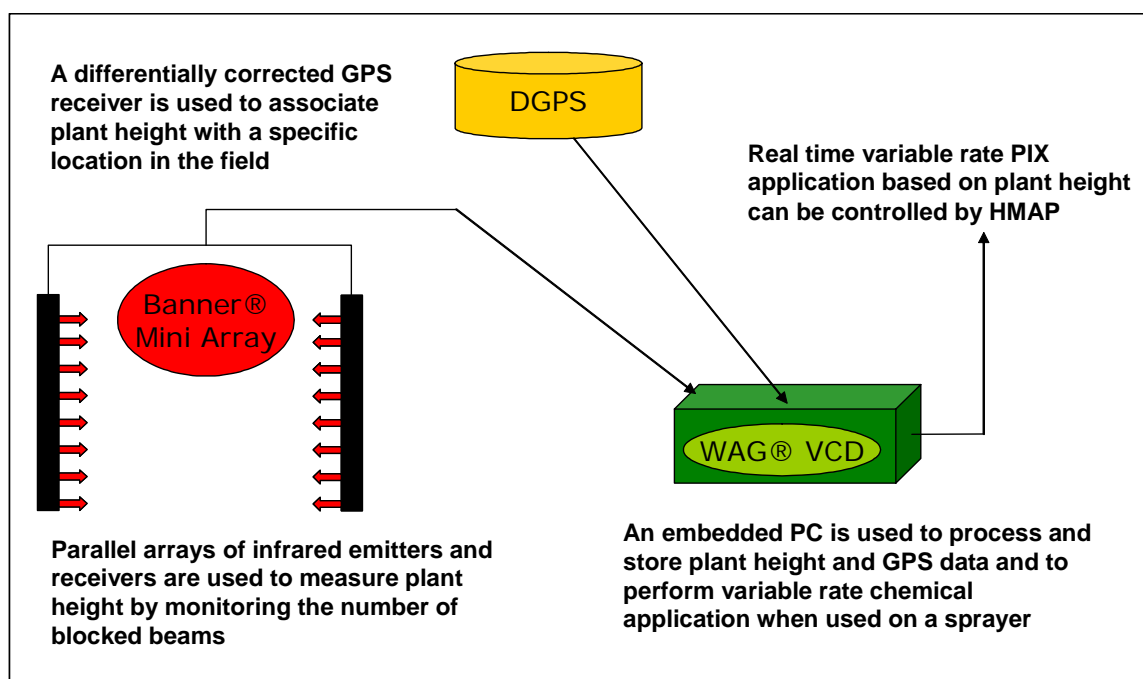 A differentially corrected GPS
receiver is used to associate
plant height with a specific
location in the field
DGPS
Real time variable rate PIX
application based on plant height
can be controlled by HMAP
Banner®
Mini Array
WAG® VCD
Parallel arrays of infrared emitters and
receivers are used to measure plant
height by monitoring the number of
blocked beams
An embedded PC is used to process and
store plant height and GPS data and to
perform variable rate chemical
application when used on a sprayer